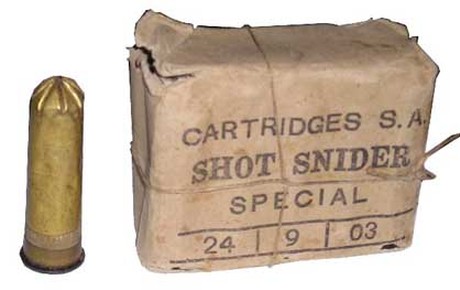 CARTRIDGES S.A.
SHOT SNIDER
SPECIAL
24 | 9 | 03